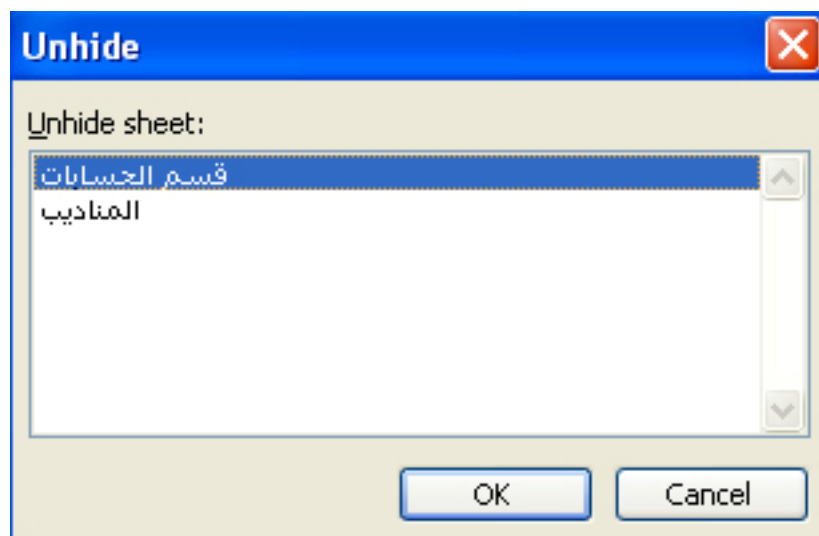 Unhide
Unhide sheet:
قسم الحسابات
المناديب
OK
Cancel